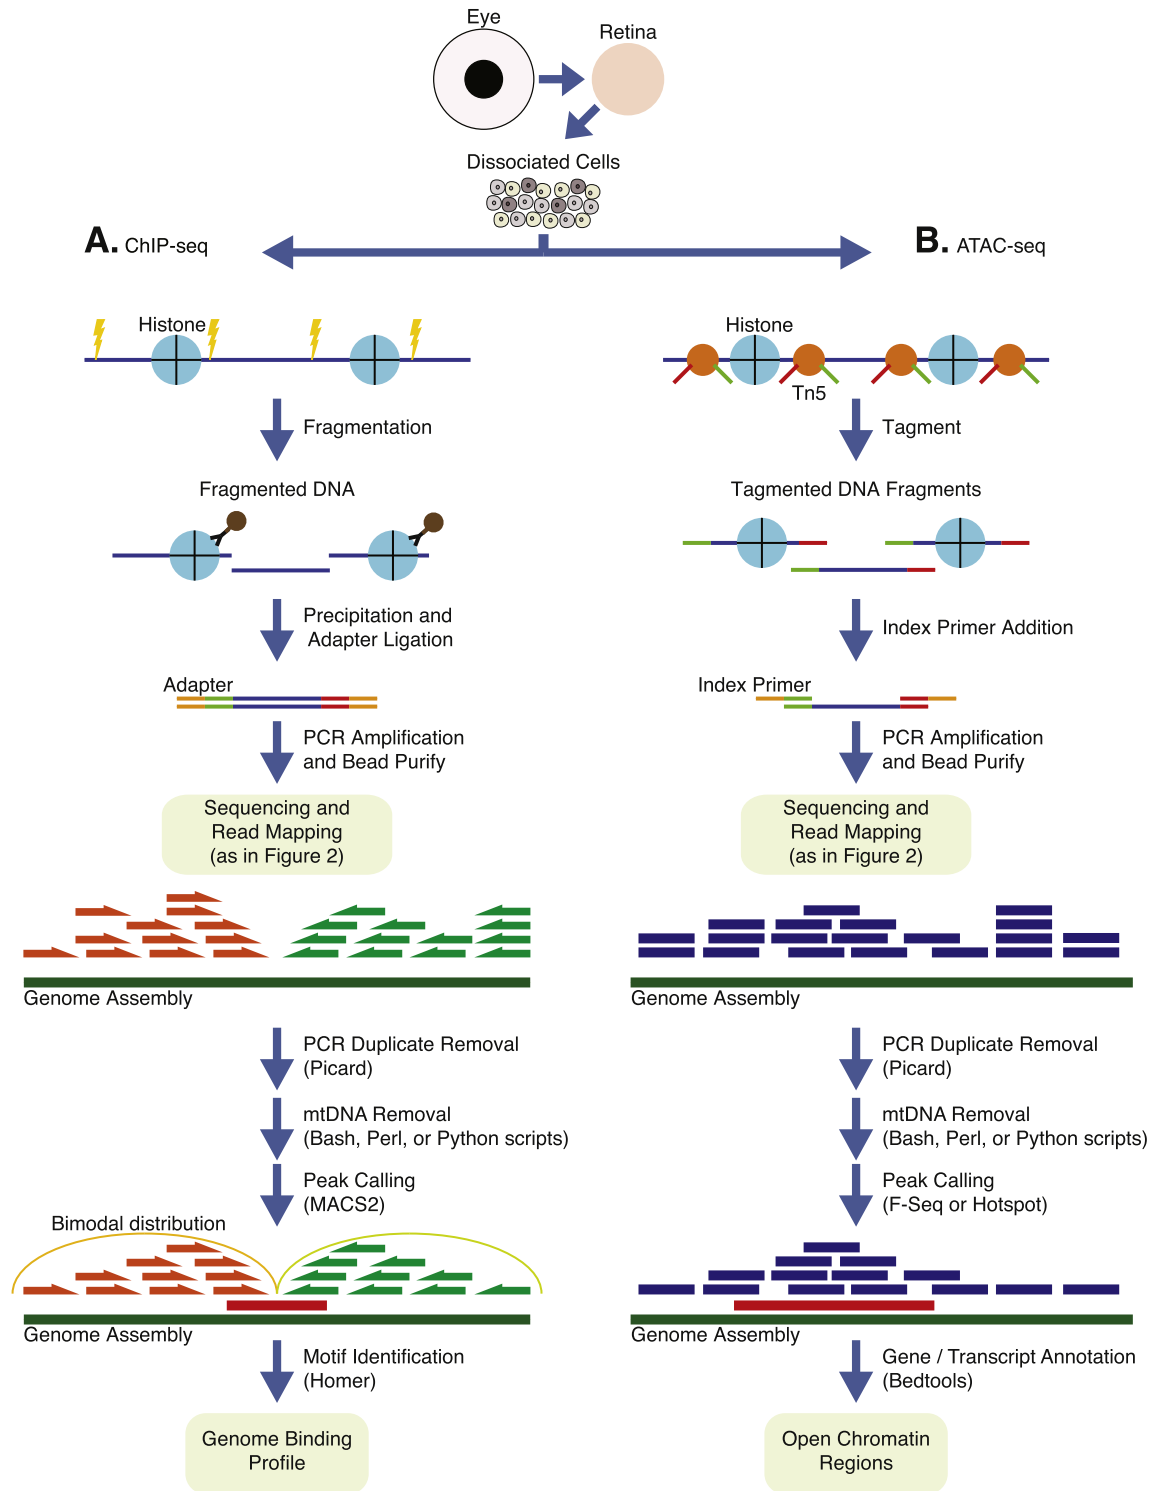 Eye
Retina
Dissociated Cells
A. ChIP-seq
Histone
Fragmentation
Fragmented DNA
Precipitation and
Adapter Ligation
Adapter
PCR Amplification
and Bead Purify
Sequencing and
Read Mapping
(as in Figure 2)
Genome Assembly
PCR Duplicate Removal
(Picard)
mtDNA Removal
(Bash, Perl, or Python scripts)
Peak Calling
(MACS2)
Bimodal distribution
Genome Assembly
Motif Identification
(Homer)
Genome Binding
Profile
B. ATAC-seq
Histone
Tn5
Tagment
Tagmented DNA Fragments
Index Primer Addition
Index Primer
PCR Amplification
and Bead Purify
Sequencing and
Read Mapping
(as in Figure 2)
Genome Assembly
PCR Duplicate Removal
(Picard)
mtDNA Removal
(Bash, Perl, or Python scripts)
Peak Calling
(F-Seq or Hotspot)
Genome Assembly
Gene / Transcript Annotation
(Bedtools)
Open Chromatin
Regions